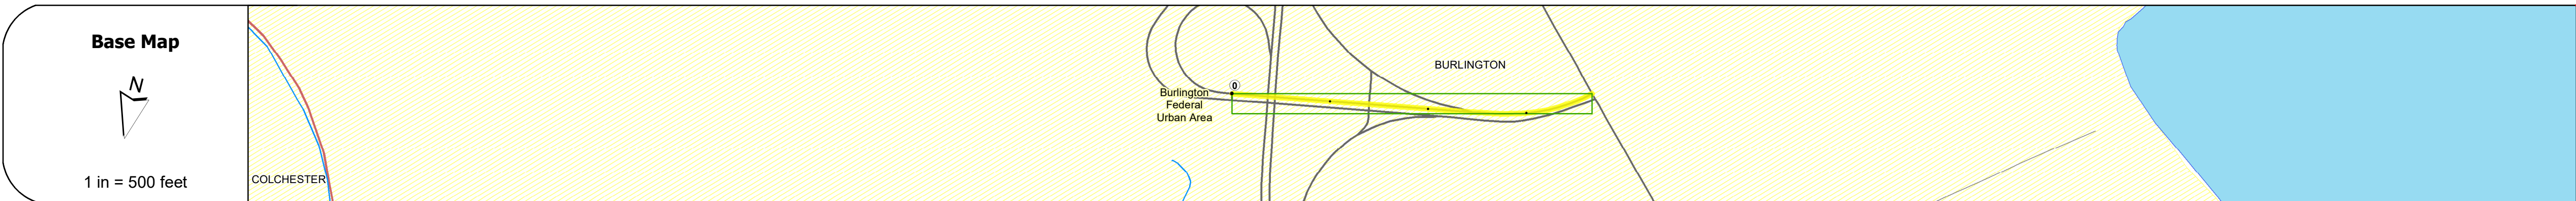 Base Map
N
1 in = 500 feet
COLCHESTER
0
Burlington
Federal
Urban Area
BURLINGTON